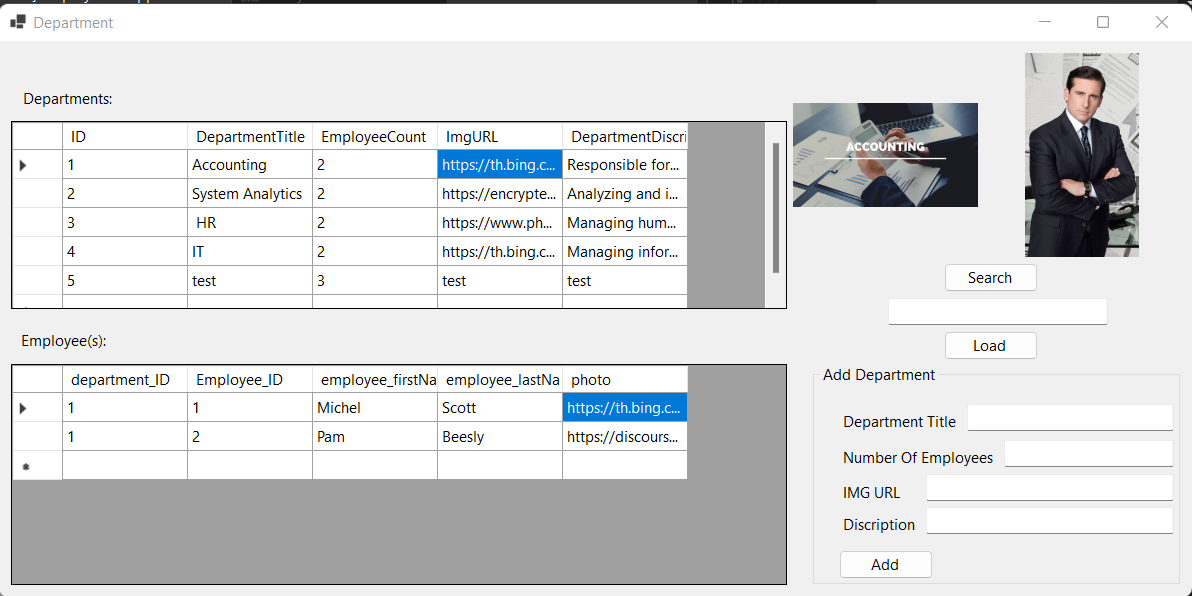 Department
Departments:
ID DepartmentTitle EmployeeCount ImgURL DepartmentDiscri
1 Accounting 2 https://th.bing.c... Responsible for...
2 System Analytics 2 https://encrypte... Analyzing and i...
3 HR 2 https://www.ph... Managing hum...
4 IT 2 https://th.bing.c... Managing infor...
5 test 3 test test
ACCOUNTING
Search
Load
Employee(s):
department_ID Employee_ID employee_firstNa employee_lastNa photo
1 1 Michel Scott https://th.bing.c...
1 2 Pam Beesly https://discours...
Add Department
Department Title
Number Of Employees
IMG URL
Discription
Add